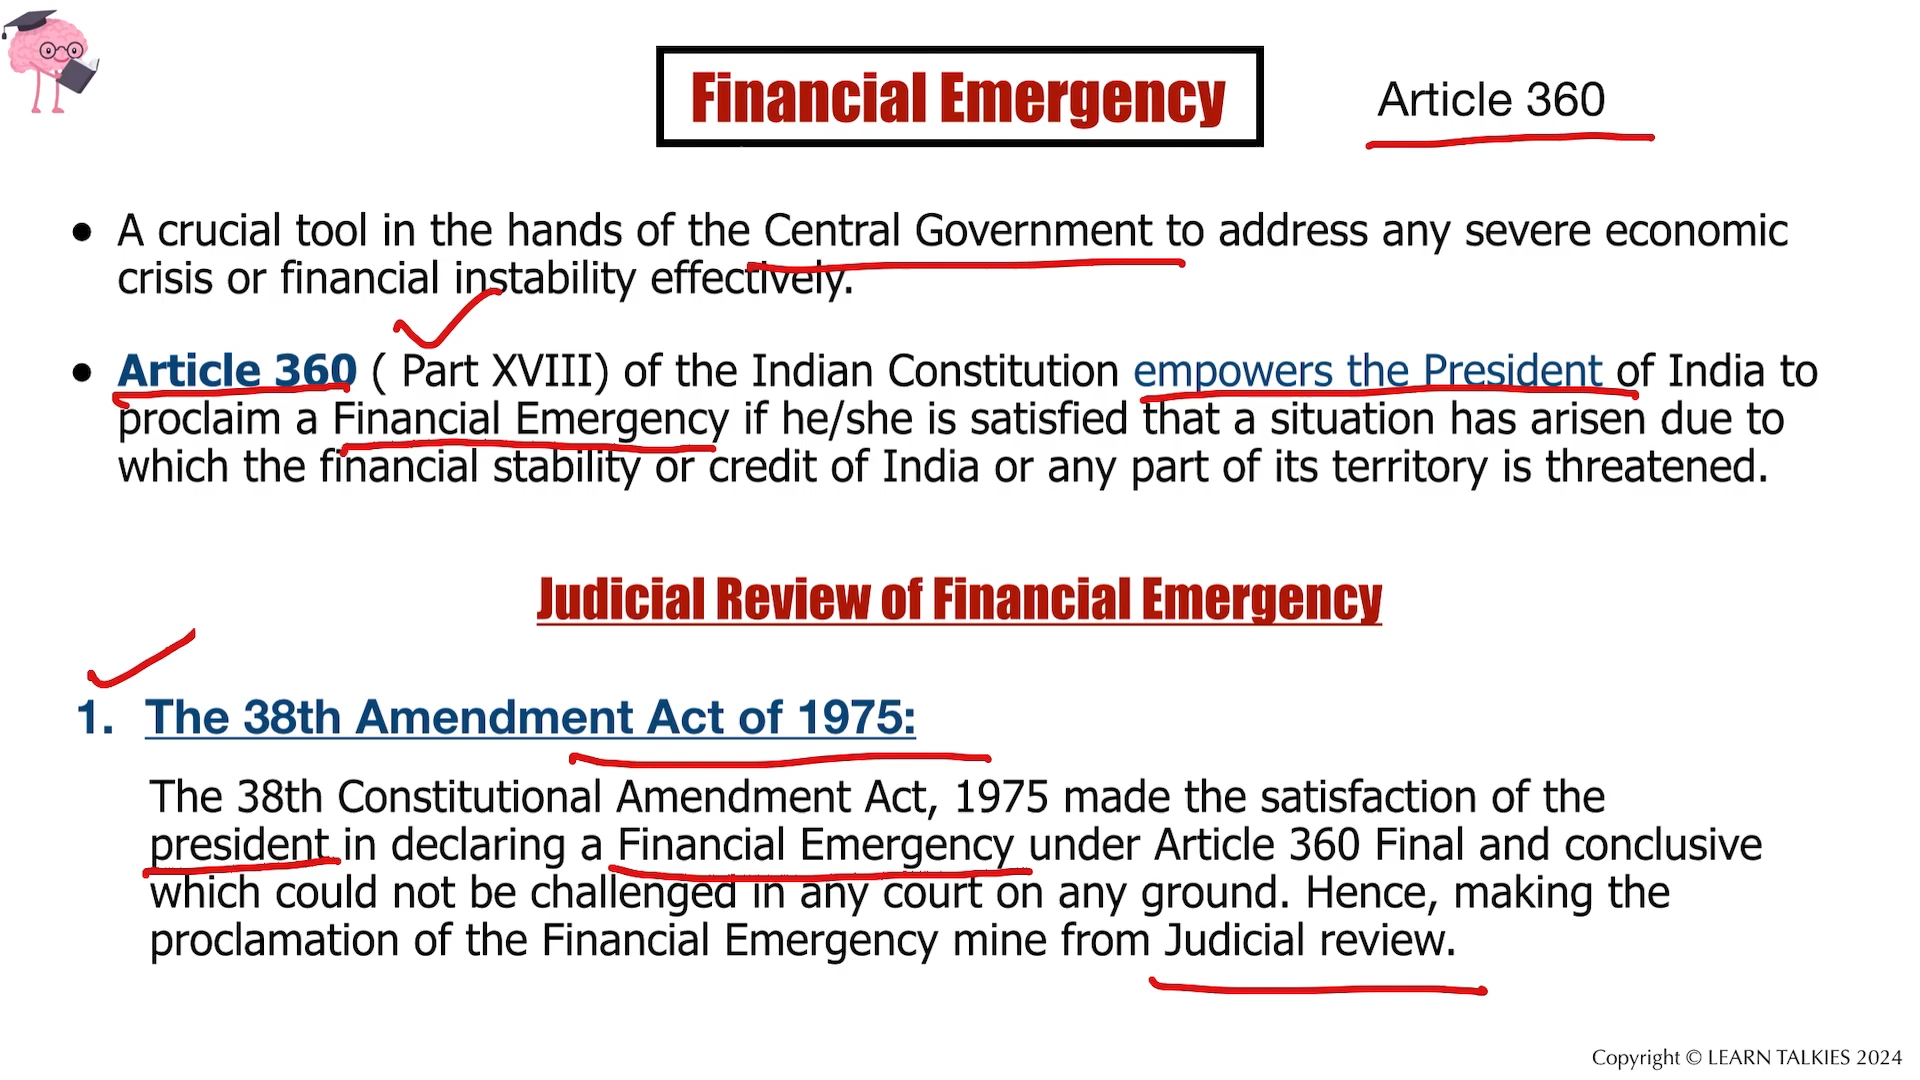 Financial Emergency
Article 360
• A crucial tool in the hands of the Central Government to address any severe economic
crisis or financial instability effectively.
• Article 360 ( Part XVIII) of the Indian Constitution empowers the President of India to
proclaim a Financial Emergency if he/she is satisfied that a situation has arisen due to
which the financial stability or credit of India or any part of its territory is threatened.
Judicial Review of Financial Emergency
1. The 38th Amendment Act of 1975:
The 38th Constitutional Amendment Act, 1975 made the satisfaction of the
president in declaring a Financial Emergency under Article 360 Final and conclusive
which could not be challenged in any court on any ground. Hence, making the
proclamation of the Financial Emergency mine from Judicial review.
Copyright © LEARN TALKIES 2024